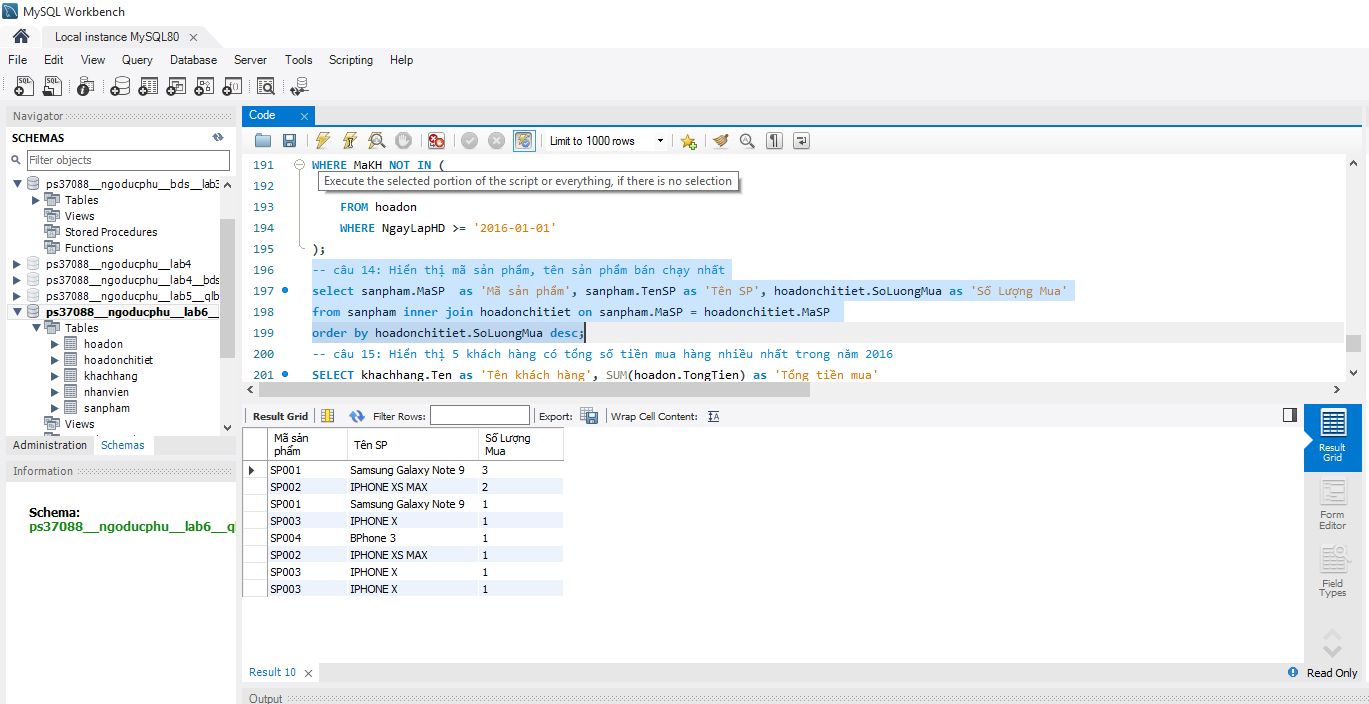 MySQL Workbench
Local instance MySQL80
File Edit View Query Database Server Tools Scripting Help
Navigator
SCHEMAS
Filter objects
ps37088__ngoducphu__bds__lab3
Tables
Views
Stored Procedures
Functions
ps37088__ngoducphu__lab4
ps37088__ngoducphu__lab4__bds
ps37088__ngoducphu__lab5__qlb
ps37088__ngoducphu__lab6__
Tables
hoadon
hoadonchitiet
khachhang
nhanvien
sanpham
Views
Administration Schemas
Information
Schema:
ps37088__ngoducphu__lab6__q
Code
Limit to 1000 rows
191 WHERE MaKH NOT IN (
Execute the selected portion of the script or everything, if there is no selection
192
193 FROM hoadon
194 WHERE NgayLapHD >= '2016-01-01'
195 );
196 -- câu 14: Hiển thị mã sản phẩm, tên sản phẩm bán chạy nhất
197 select sanpham.MaSP as 'Mã sản phẩm', sanpham.TenSP as 'Tên SP', hoadonchitiet.SoLuongMua as 'Số Lượng Mua'
198 from sanpham inner join hoadonchitiet on sanpham.MaSP = hoadonchitiet.MaSP
199 order by hoadonchitiet.SoLuongMua desc;
200 -- câu 15: Hiển thị 5 khách hàng có tổng số tiền mua hàng nhiều nhất trong năm 2016
201 SELECT khachhang.Ten as 'Tên khách hàng', SUM(hoadon.TongTien) as 'Tổng tiền mua'
Result Grid Filter Rows: Export: Wrap Cell Content:
Mã sản phẩm Tên SP Số Lượng Mua
SP001 Samsung Galaxy Note 9 3
SP002 IPHONE XS MAX 2
SP001 Samsung Galaxy Note 9 1
SP003 IPHONE X 1
SP004 BPhone 3 1
SP002 IPHONE XS MAX 1
SP003 IPHONE X 1
SP003 IPHONE X 1
Result Grid
Form Editor
Field Types
Result 10
Read Only
Output